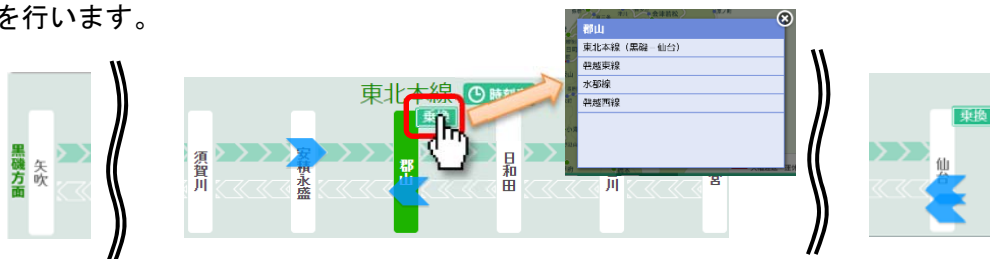 を行います。
郡山
東北本線（黒磯－仙台）
磐越東線
水郡線
磐越西線
東北本線
時刻
乗換
乗換
黒磯方面
矢吹
須賀川
安積永盛
郡山
日和田
川
宮
仙台